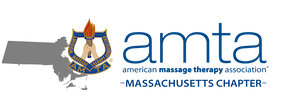 amta
american massage therapy association®
-MASSACHUSETTS CHAPTER-